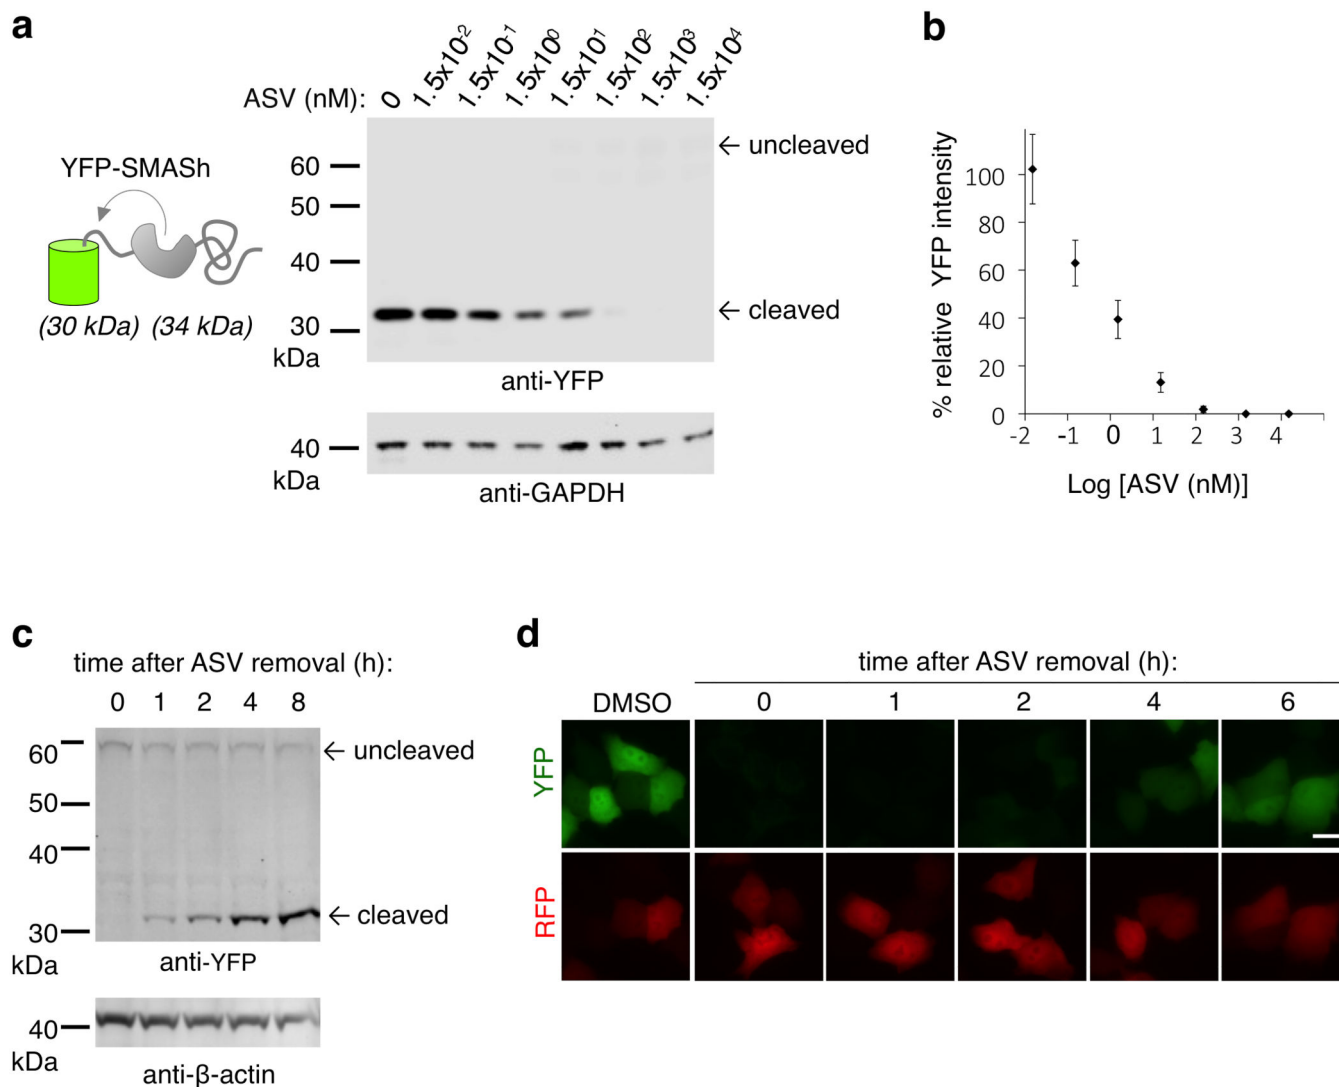 a
ASV (nM): 0 1.5x10-2 1.5x10-1 1.5x100 1.5x101 1.5x102 1.5x103 1.5x104
YFP-SMASh
(30 kDa) (34 kDa)
60
50
40
30
kDa
← uncleaved
← cleaved
anti-YFP
40
kDa
anti-GAPDH
b
% relative YFP intensity
100
80
60
40
20
0
-2 -1 0 1 2 3 4
Log [ASV (nM)]
c
time after ASV removal (h):
0 1 2 4 8
60
50
40
30
kDa
← uncleaved
← cleaved
anti-YFP
40
kDa
anti-β-actin
d
time after ASV removal (h):
DMSO 0 1 2 4 6
YFP
RFP